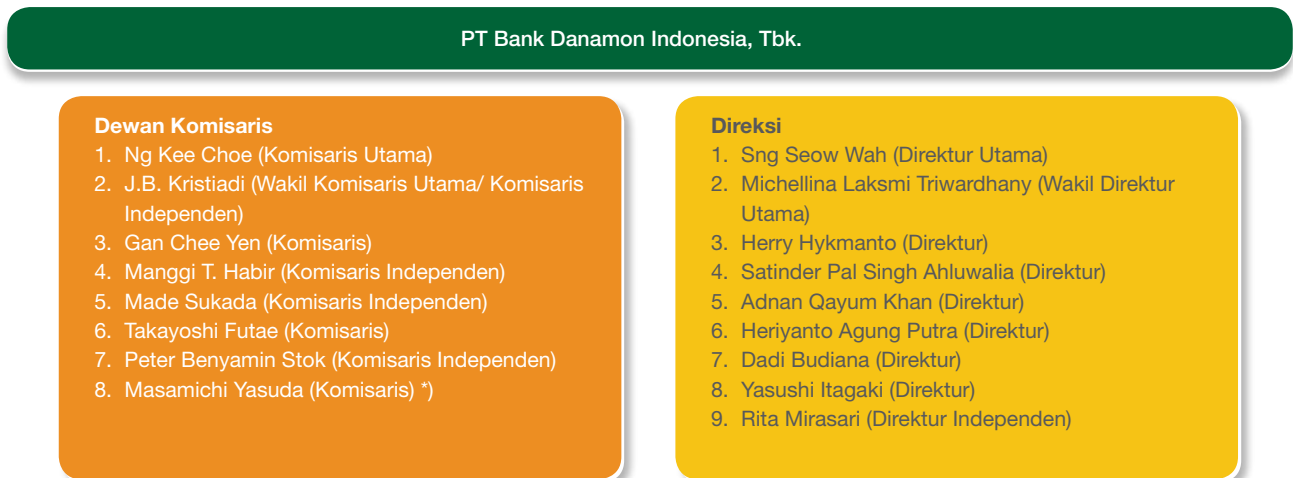 PT Bank Danamon Indonesia, Tbk.
Dewan Komisaris
1. Ng Kee Choe (Komisaris Utama)
2. J.B. Kristiadi (Wakil Komisaris Utama/ Komisaris
Independen)
3. Gan Chee Yen (Komisaris)
4. Manggi T. Habir (Komisaris Independen)
5. Made Sukada (Komisaris Independen)
6. Takayoshi Futae (Komisaris)
7. Peter Benyamin Stok (Komisaris Independen)
8. Masamichi Yasuda (Komisaris) *)
Direksi
1. Sng Seow Wah (Direktur Utama)
2. Michellina Laksmi Triwardhany (Wakil Direktur
Utama)
3. Herry Hykmanto (Direktur)
4. Satinder Pal Singh Ahluwalia (Direktur)
5. Adnan Qayum Khan (Direktur)
6. Heriyanto Agung Putra (Direktur)
7. Dadi Budiana (Direktur)
8. Yasushi Itagaki (Direktur)
9. Rita Mirasari (Direktur Independen)